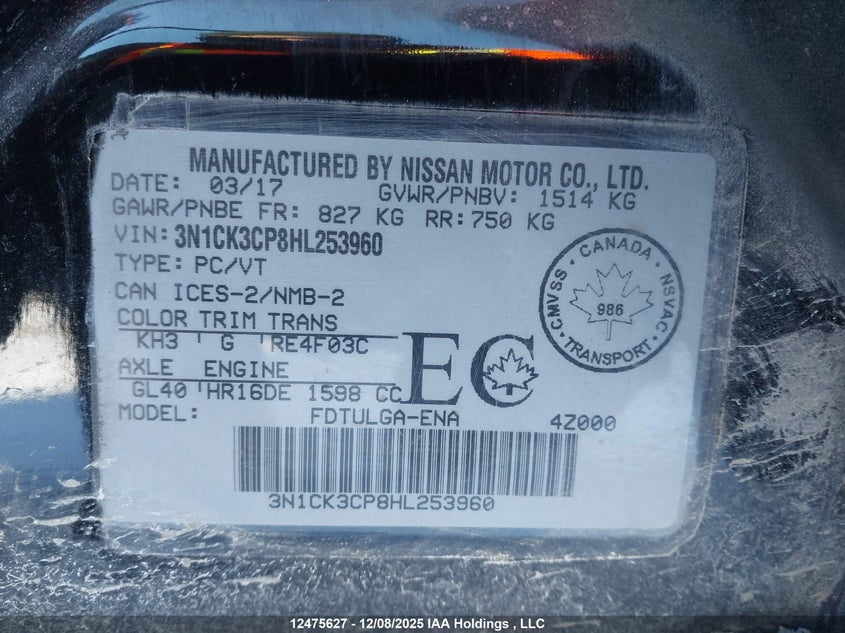 MANUFACTURED BY NISSAN MOTOR CO., LTD.
DATE: 03/17 GVWR/PNBV: 1514 KG
GAWR/PNBE FR: 827 KG RR:750 KG
VIN:3N1CK3CP8HL253960
TYPE: PC/VT
CAN ICES-2/NMB-2
COLOR TRIM TRANS
KH3 ' G 'RE4F03C
AXLE ENGINE
GL40 'HR16DE 1598 CC
EC
CANADA · NSVAC · TRANSPORT · CMVSS ·
986
MODEL: FDTULGA-ENA 4Z000
3N1CK3CP8HL253960
12475627 - 12/08/2025 IAA Holdings , LLC